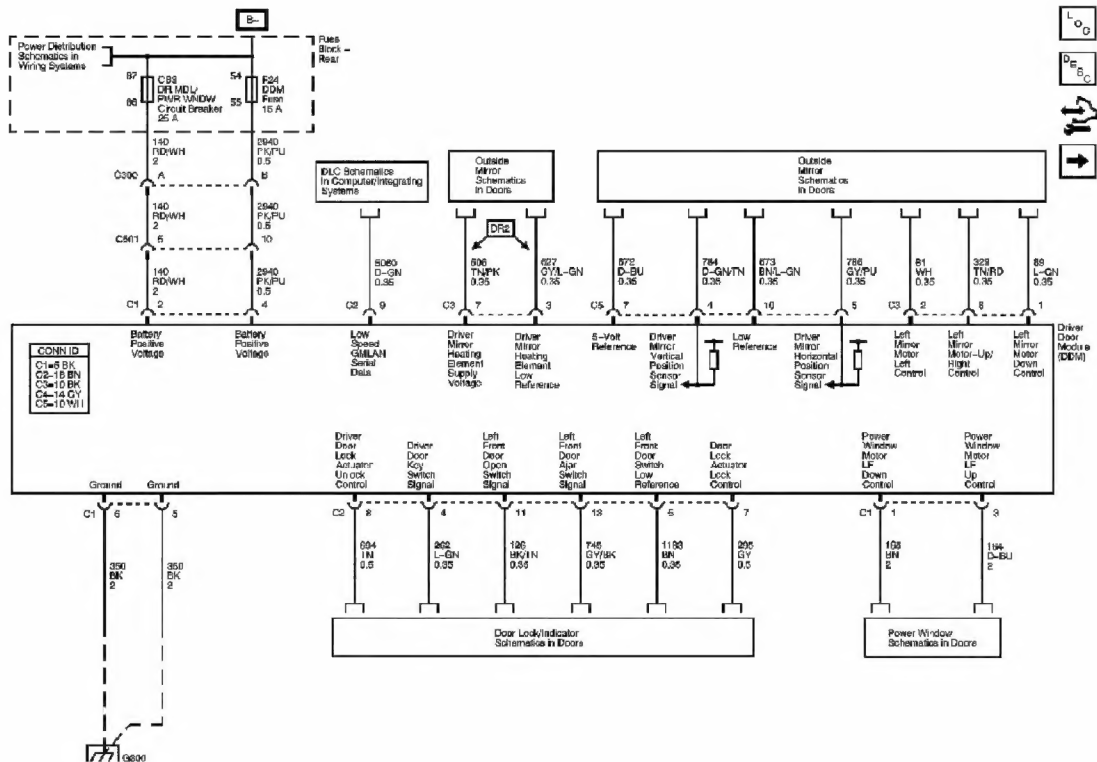 B–
Power Distribution
Schematics in
Wiring Systems
Fuse
Block –
Rear
67
66
CB3
DR MDL/
PWR WNDW
Circuit Breaker
25 A
54
55
F24
DDM
Fuse
15 A
L O C
D E S C
140
RD/WH
2
2940
PK/PU
0.5
C300
A
B
140
RD/WH
2
2940
PK/PU
0.5
C501
5
10
140
RD/WH
2
2940
PK/PU
0.5
DLC Schematics
in Computer/Integrating
Systems
Outside
Mirror
Schematics
in Doors
Outside
Mirror
Schematics
in Doors
DR2
5060
D–GN
0.35
606
TN/PK
0.35
627
GY/L–GN
0.35
672
D–BU
0.35
784
D–GN/TN
0.35
673
BN/L–GN
0.35
786
GY/PU
0.35
81
WH
0.35
329
TN/RD
0.35
89
L–GN
0.35
C1
2
4
C2
9
C3
7
3
C5
7
4
10
5
C3
2
8
1
Battery
Positive
Voltage
Battery
Positive
Voltage
Low
Speed
GMLAN
Serial
Data
Driver
Mirror
Heating
Element
Supply
Voltage
Driver
Mirror
Heating
Element
Low
Reference
5–Volt
Reference
Driver
Mirror
Vertical
Position
Sensor
Signal
Low
Reference
Driver
Mirror
Horizontal
Position
Sensor
Signal
Left
Mirror
Motor
Left
Control
Left
Mirror
Motor–Up/
Right
Control
Left
Mirror
Motor
Down
Control
Driver
Door
Module
(DDM)
CONN ID
C1=6 BK
C2–16 BN
C3=10 BK
C4–14 GY
C5=10 WH
Driver
Door
Lock
Actuator
Unlock
Control
Driver
Door
Key
Switch
Signal
Left
Front
Door
Open
Switch
Signal
Left
Front
Door
Ajar
Switch
Signal
Left
Front
Door
Switch
Low
Reference
Door
Lock
Actuator
Lock
Control
Power
Window
Motor
LF
Down
Control
Power
Window
Motor
LF
Up
Control
Ground
Ground
C1
6
5
C2
8
4
11
13
5
7
C1
1
3
350
BK
2
350
BK
2
694
TN
0.5
262
L–GN
0.35
126
BK/TN
0.35
745
GY/BK
0.35
BN
0.35
295
GY
0.5
165
BN
2
164
D–BU
2
Door Lock/Indicator
Schematics in Doors
Power Window
Schematics in Doors